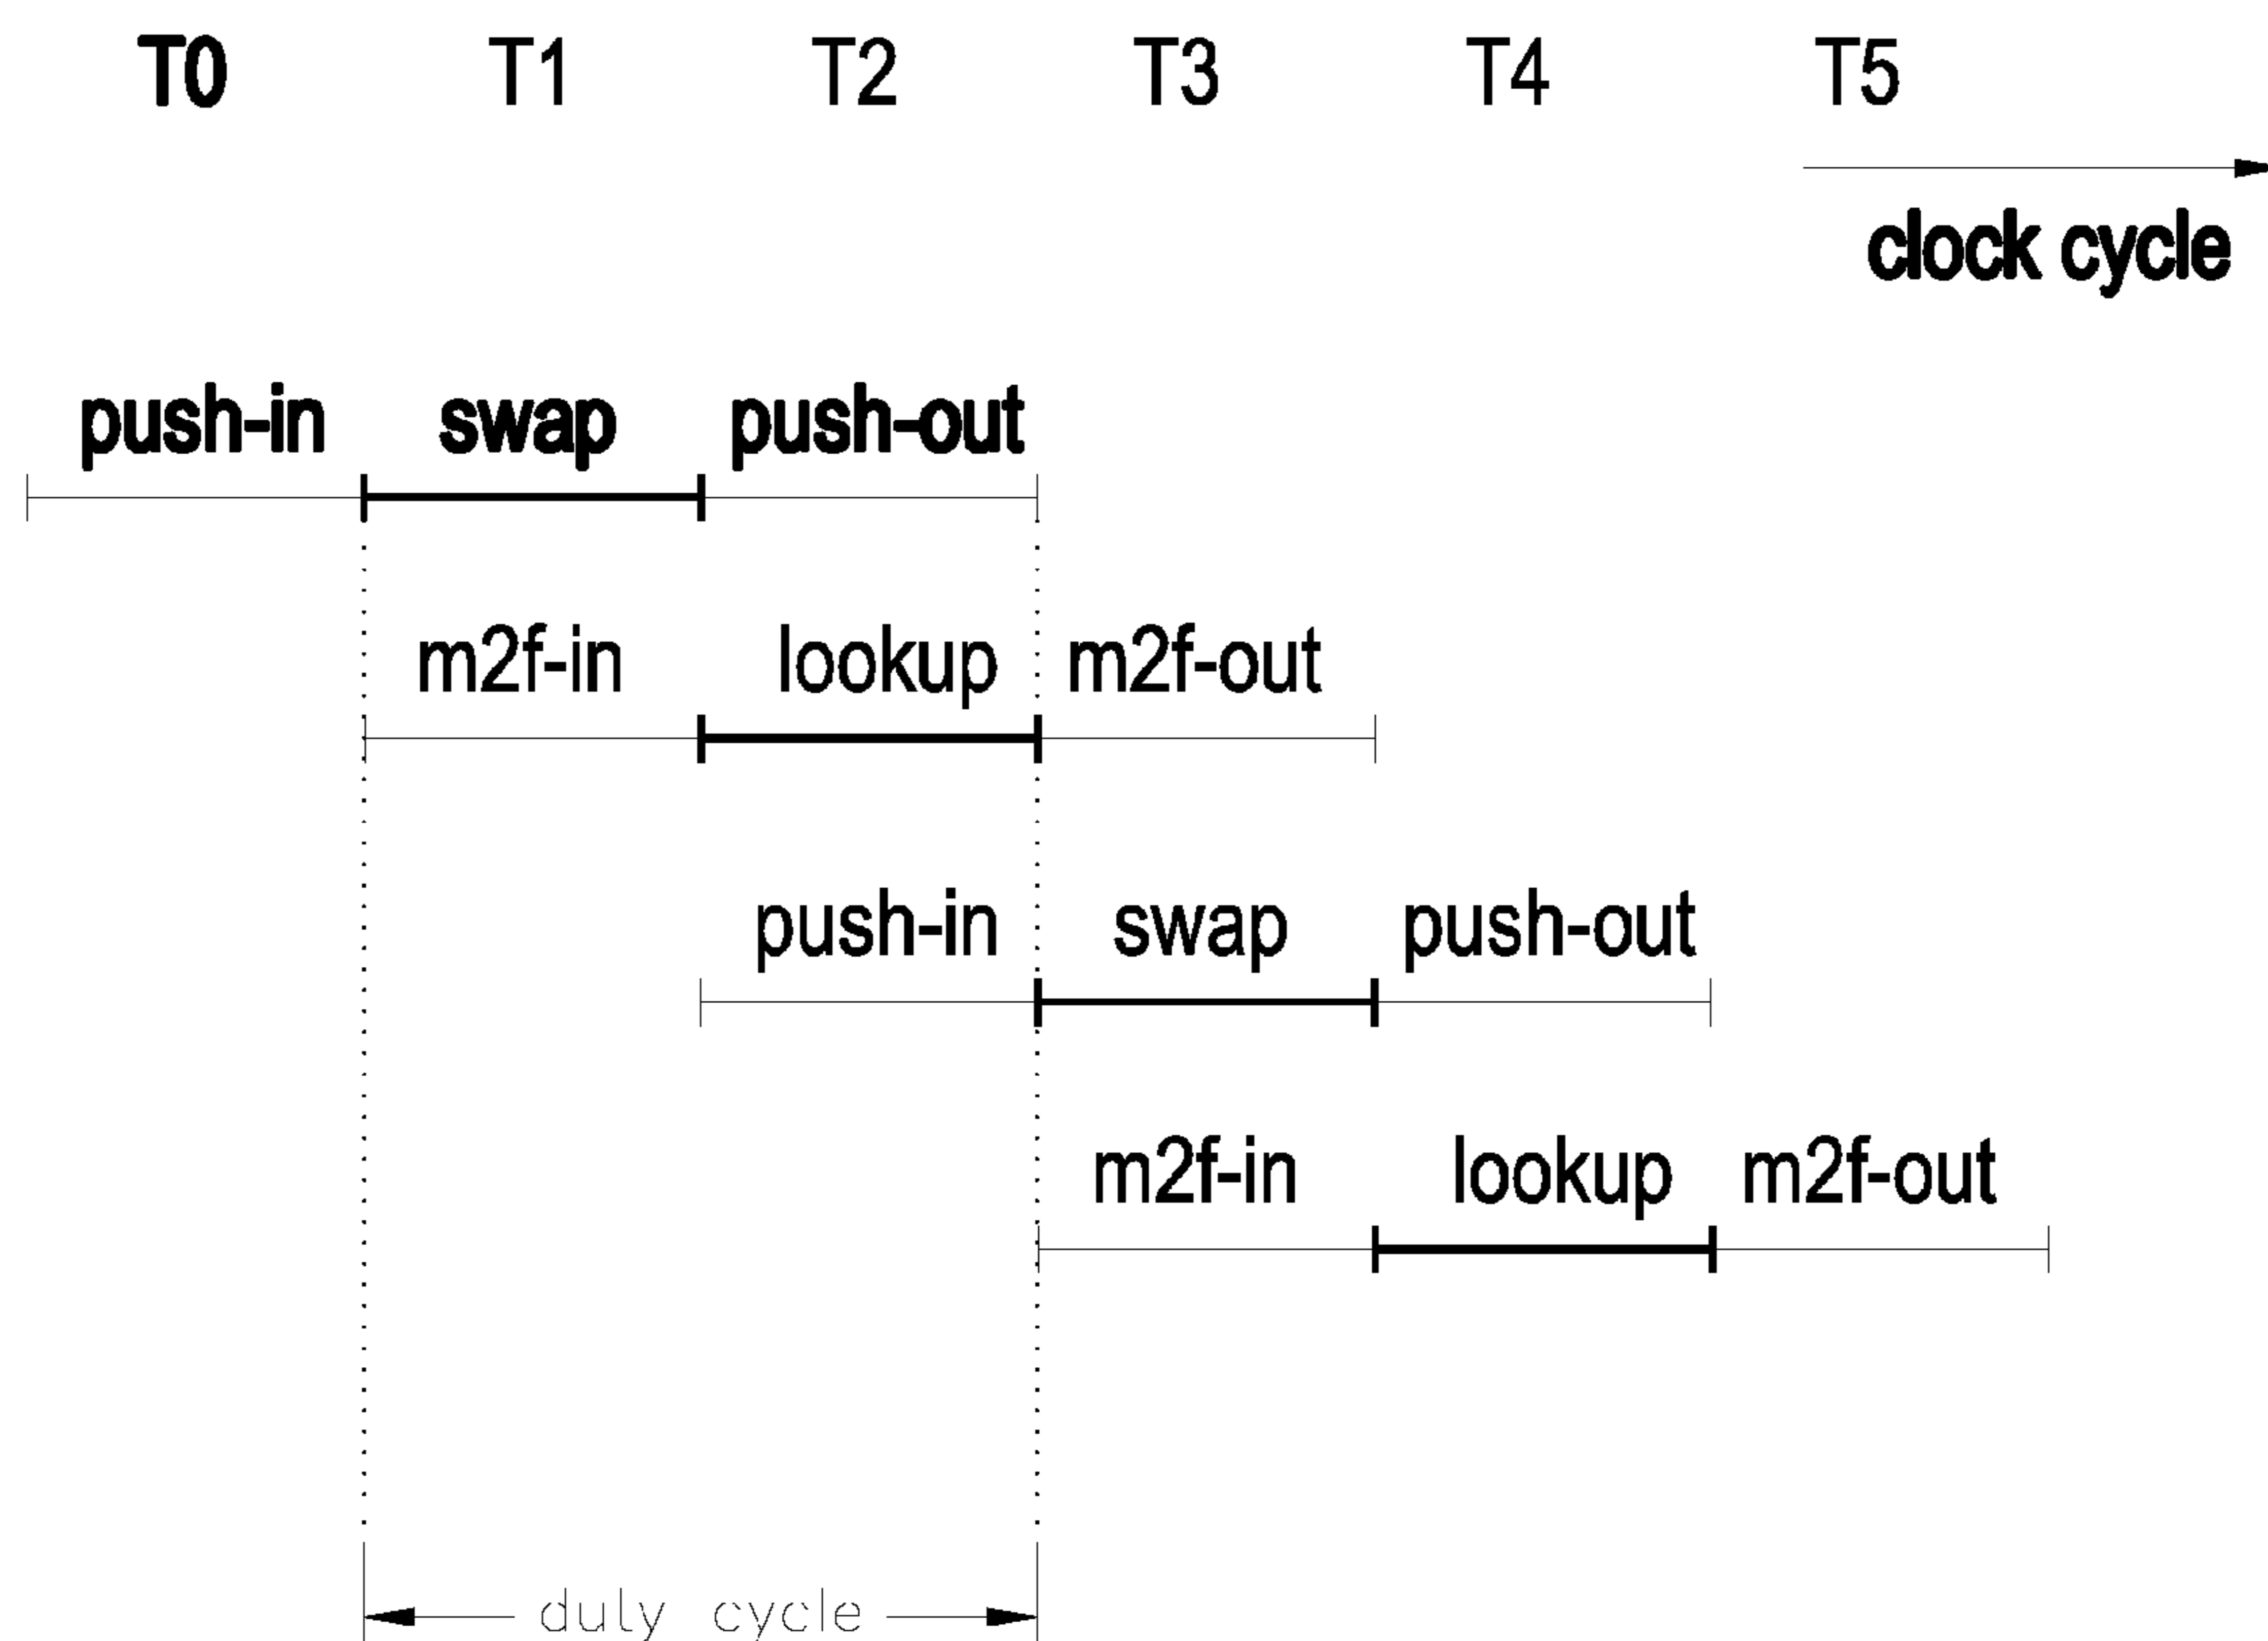 T0 T1 T2 T3 T4 T5
clock cycle
push-in swap push-out
m2f-in lookup m2f-out
push-in swap push-out
m2f-in lookup m2f-out
duly cycle